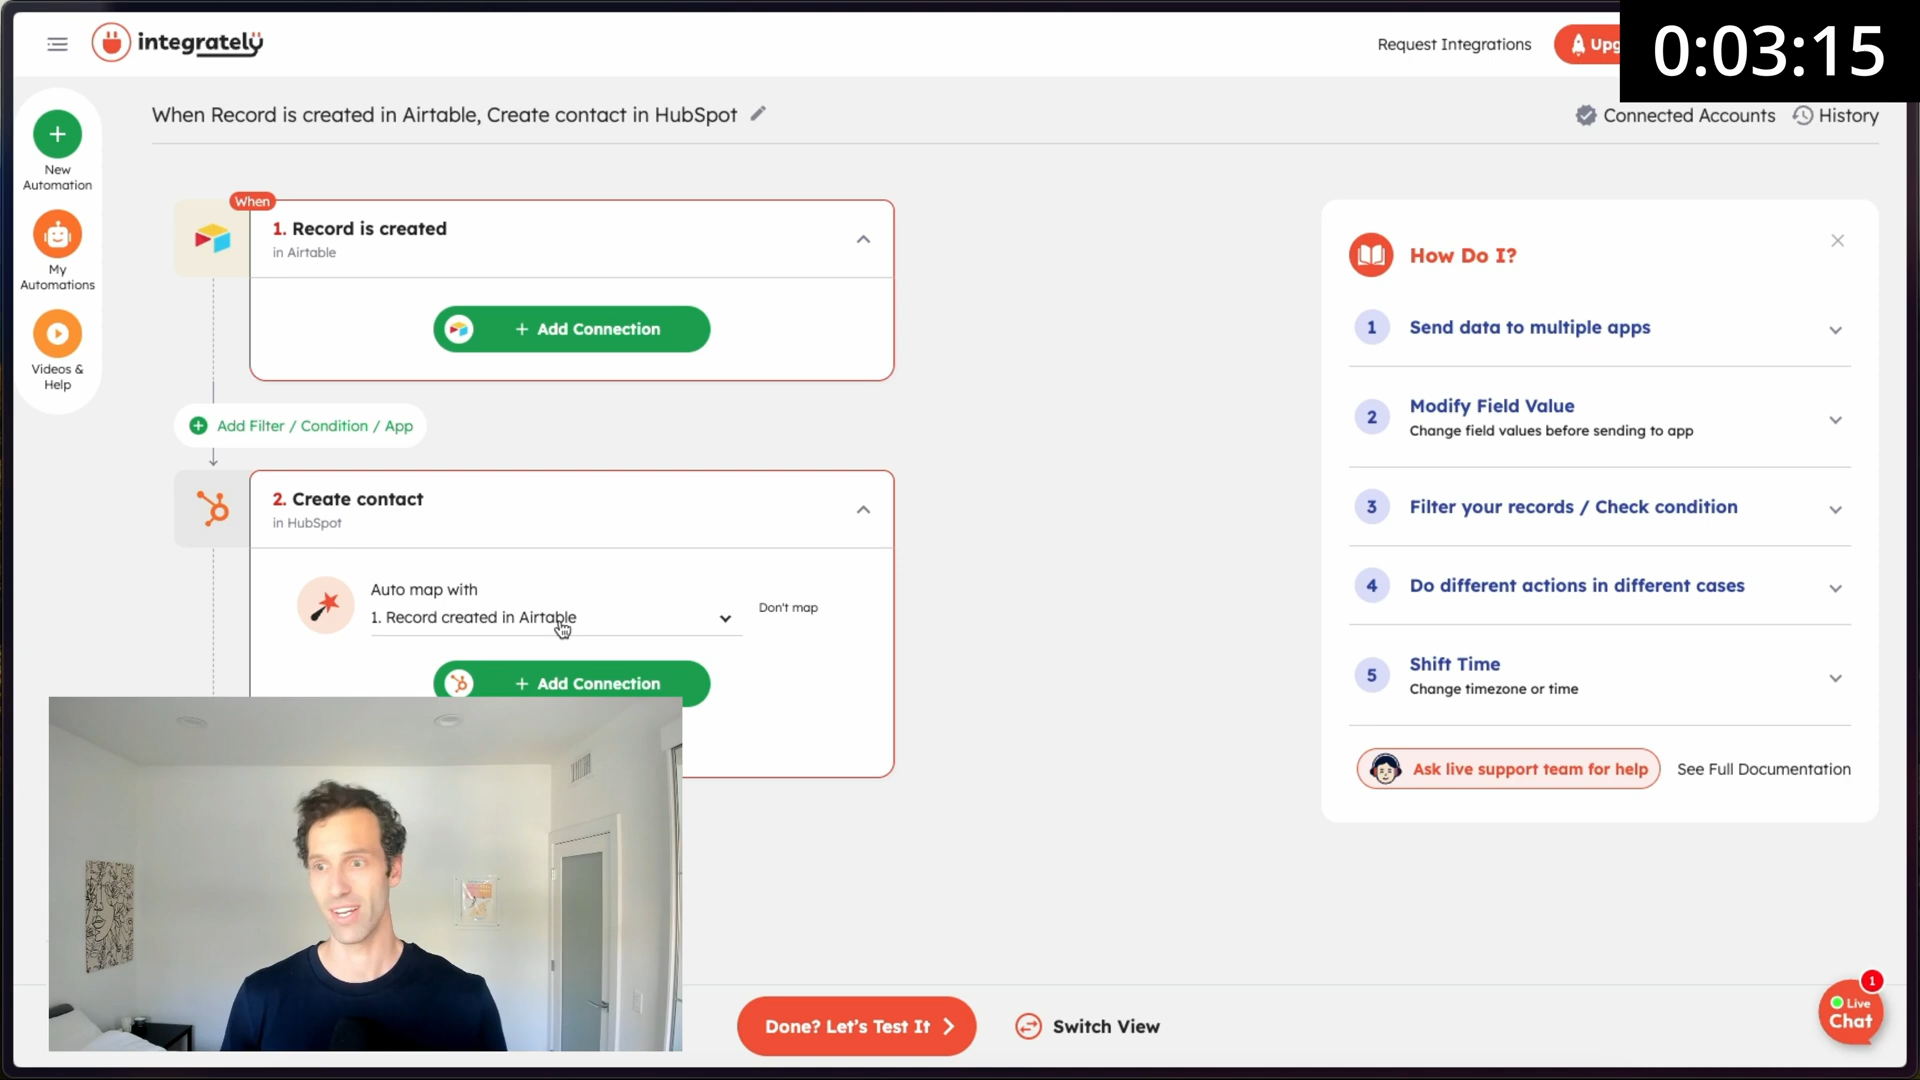 integrately
Request Integrations
Upg
0:03:15
When Record is created in Airtable, Create contact in HubSpot
Connected Accounts
History
New
Automation
My
Automations
Videos &
Help
When
1. Record is created
in Airtable
+ Add Connection
Add Filter / Condition / App
2. Create contact
in HubSpot
Auto map with
1. Record created in Airtable
Don't map
+ Add Connection
How Do I?
1 Send data to multiple apps
2 Modify Field Value
Change field values before sending to app
3 Filter your records / Check condition
4 Do different actions in different cases
5 Shift Time
Change timezone or time
Ask live support team for help
See Full Documentation
Done? Let's Test It
Switch View
1
Live
Chat